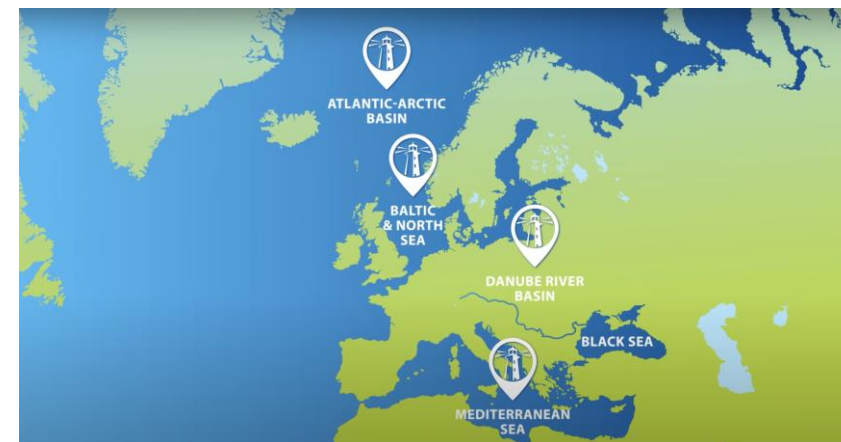 ATLANTIC-ARCTIC
BASIN
BALTIC
& NORTH
SEA
DANUBE RIVER
BASIN
BLACK SEA
MEDITERRANEAN
SEA